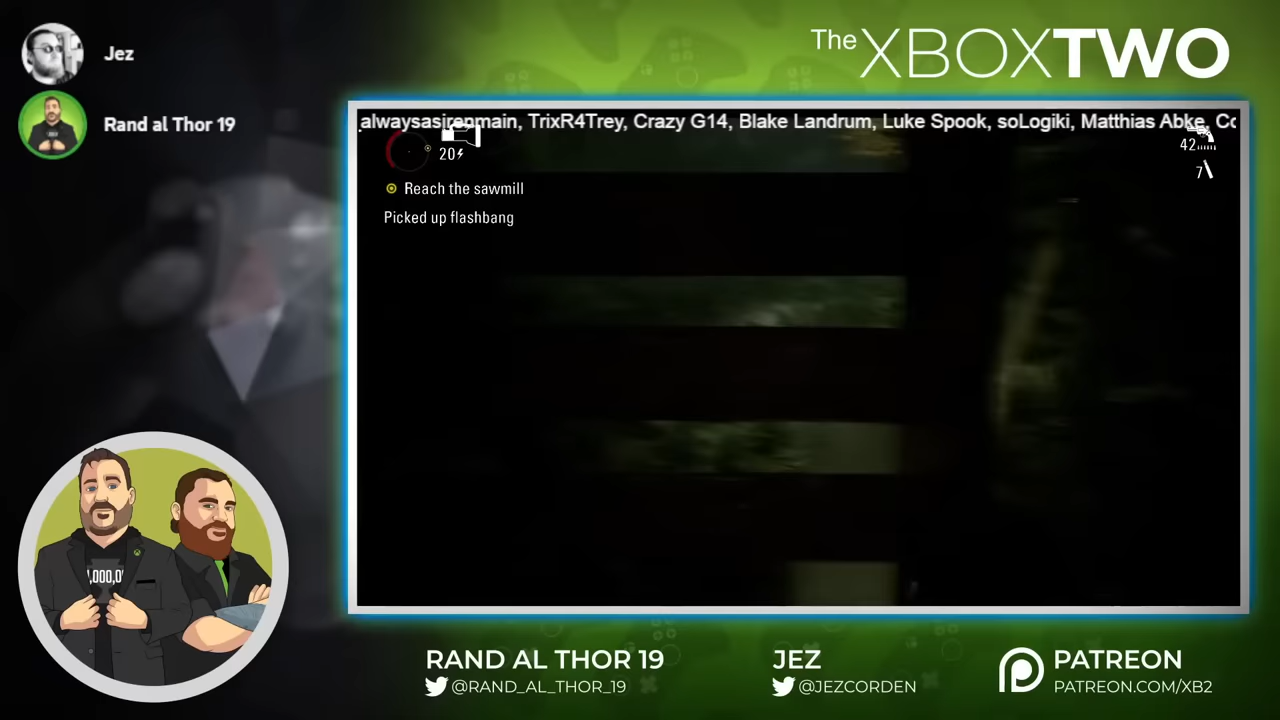 Jez
Rand al Thor 19
The XBOXTWO
alwaysasirenmain, TrixR4Trey, Crazy G14, Blake Landrum, Luke Spook, soLogiki, Matthias Abke, Co
20
42
7
Reach the sawmill
Picked up flashbang
,000,0
RAND AL THOR 19
@RAND_AL_THOR_19
JEZ
@JEZCORDEN
PATREON
PATREON.COM/XB2